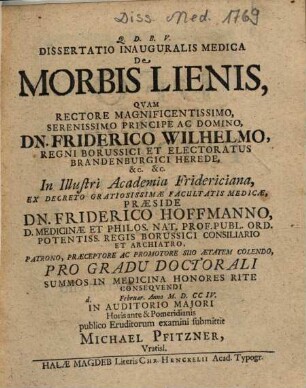 Diss Med. 1769
Q. D. B. V.
DISSERTATIO INAUGURALIS MEDICA
De
MORBIS LIENIS,
QVAM
RECTORE MAGNIFICENTISSIMO,
SERENISSIMO PRINCIPE AC DOMINO,
DN. FRIDERICO WILHELMO,
REGNI BORUSSICI ET ELECTORATUS
BRANDENBURGICI HEREDE,
&c. &c.
In Illustri Academia Fridericiana,
EX DECRETO GRATIOSISSIMÆ FACULTATIS MEDICÆ,
PRÆSIDE
DN. FRIDERICO HOFFMANNO,
D. MEDICINÆ ET PHILOS. NAT. PROF. PUBL. ORD.
POTENTISS. REGIS BORUSSICI CONSILIARIO
ET ARCHIATRO,
PATRONO, PRÆCEPTORE AC PROMOTORE SUO ÆTATEM COLENDO,
PRO GRADU DOCTORALI
SUMMOS IN MEDICINA HONORES RITE
CONSEQVENDI
d. Februar. Anno M. D. CC IV.
IN AUDITORIO MAJORI
Horis ante & Pomeridianis
publico Eruditorum examini submittit
MICHAEL PFITZNER,
Vratisl.
HALÆ MAGDEB Literis CHR. HENCKELII Acad. Typogr.